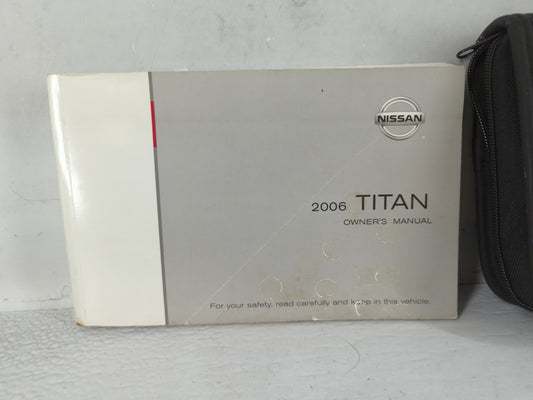 NISSAN
2006 TITAN
OWNER'S MANUAL
For your safety, read carefully and keep in this vehicle.